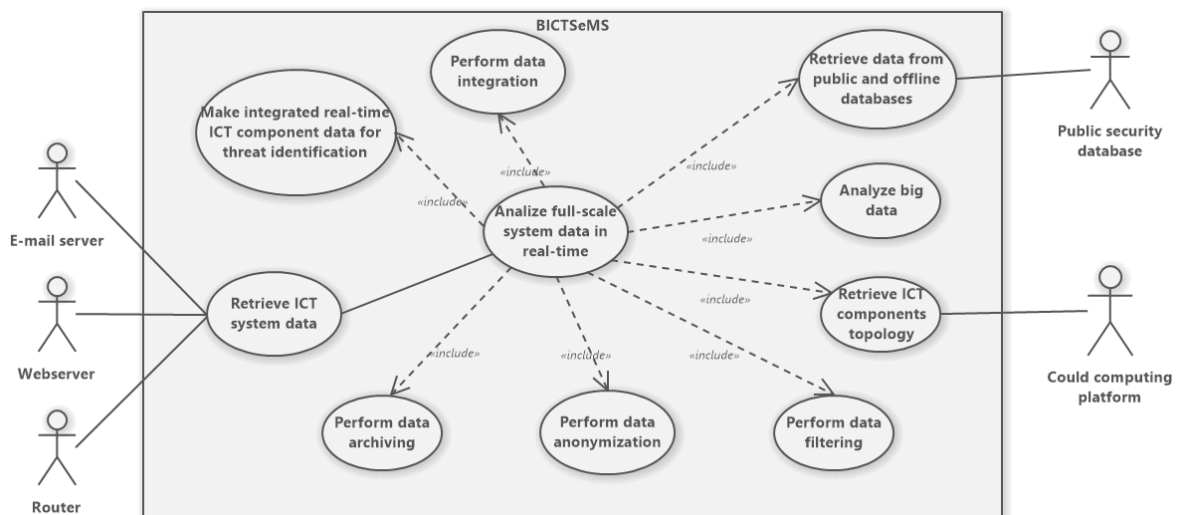 BICTSeMS
Perform data
integration
Retrieve data from
public and offline
databases
Make integrated real-time
ICT component data for
threat identification
Public security
database
«include»
«include»
«include»
Analyze big
data
Analize full-scale
system data in
real-time
«include»
E-mail server
Retrieve ICT
system data
«include»
Retrieve ICT
components
topology
Webserver
«include»
«include»
«include»
Could computing
platform
Perform data
archiving
Perform data
anonymization
Perform data
filtering
Router